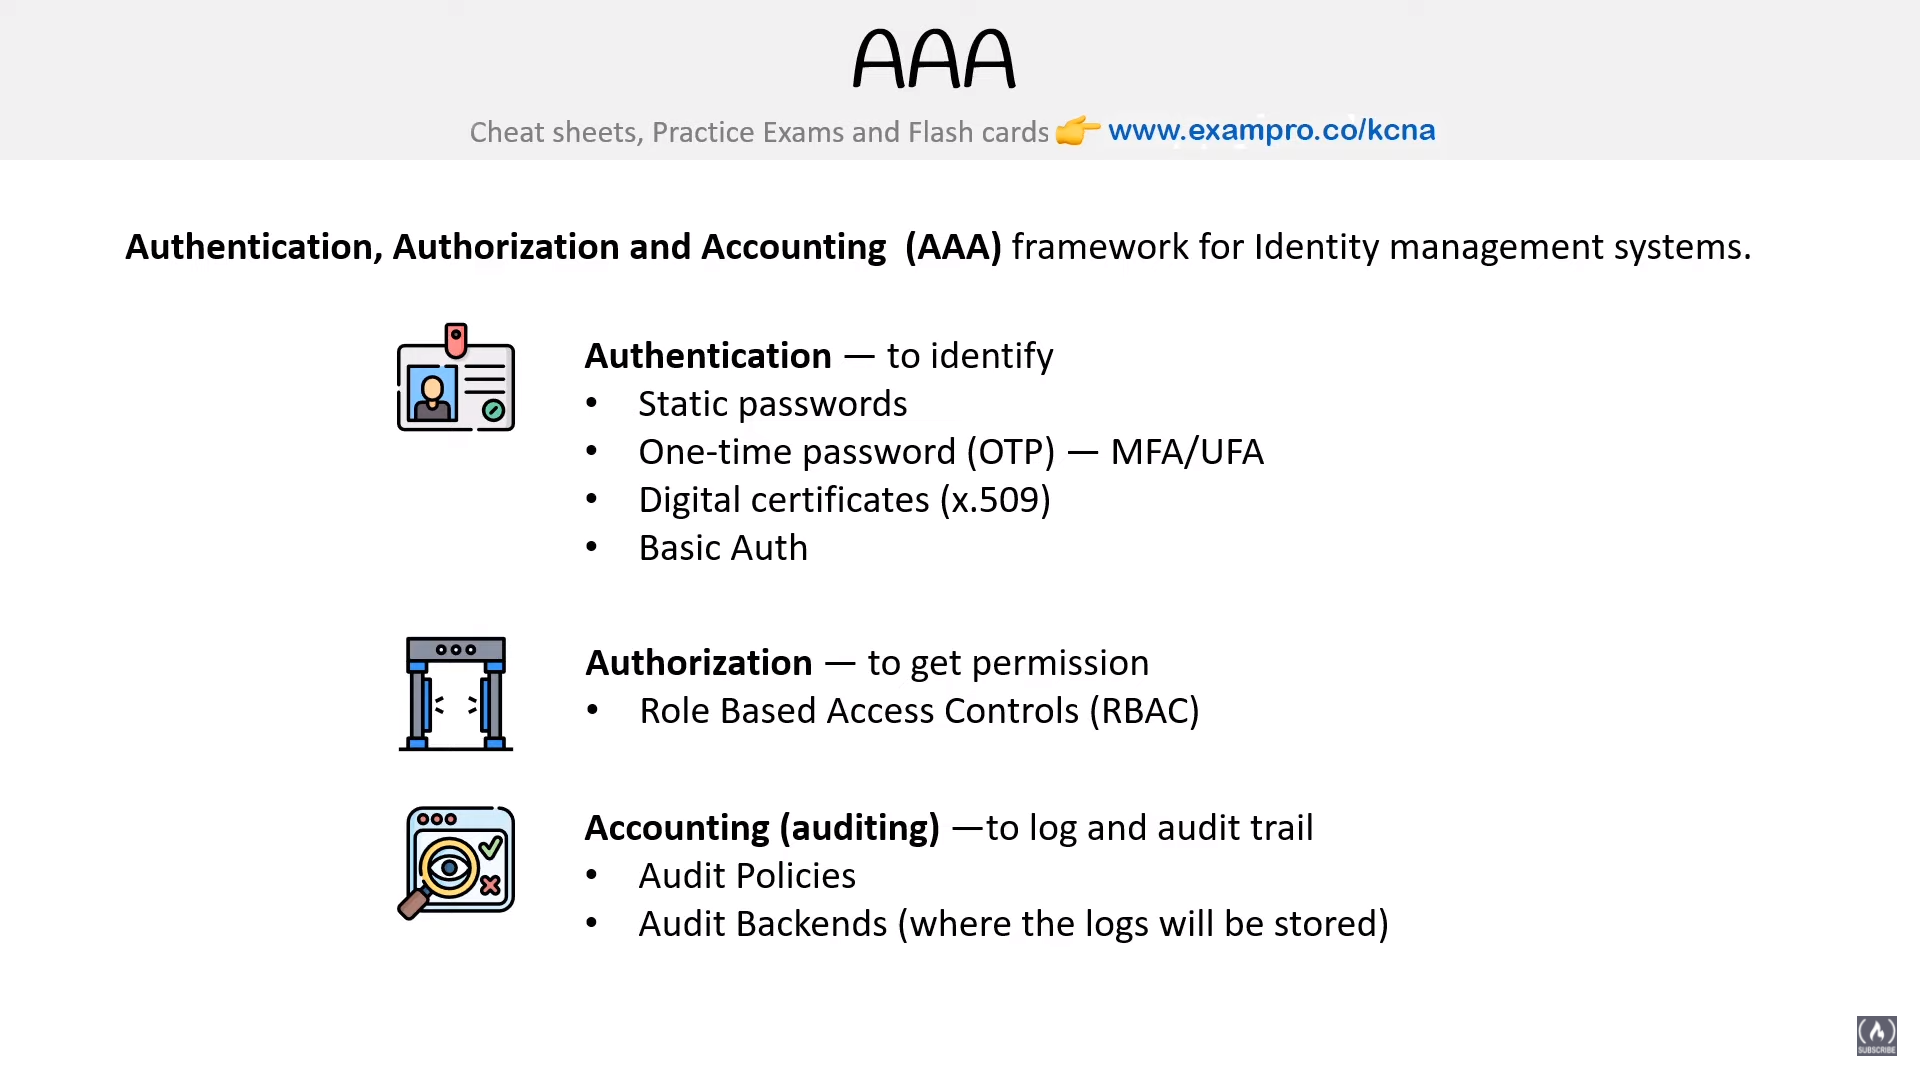 AAA
Cheat sheets, Practice Exams and Flash cards 👉 www.exampro.co/kcna
Authentication, Authorization and Accounting (AAA) framework for Identity management systems.
Authentication — to identify
• Static passwords
• One-time password (OTP) — MFA/UFA
• Digital certificates (x.509)
• Basic Auth
Authorization — to get permission
• Role Based Access Controls (RBAC)
Accounting (auditing) —to log and audit trail
• Audit Policies
• Audit Backends (where the logs will be stored)
SUBSCRIBE